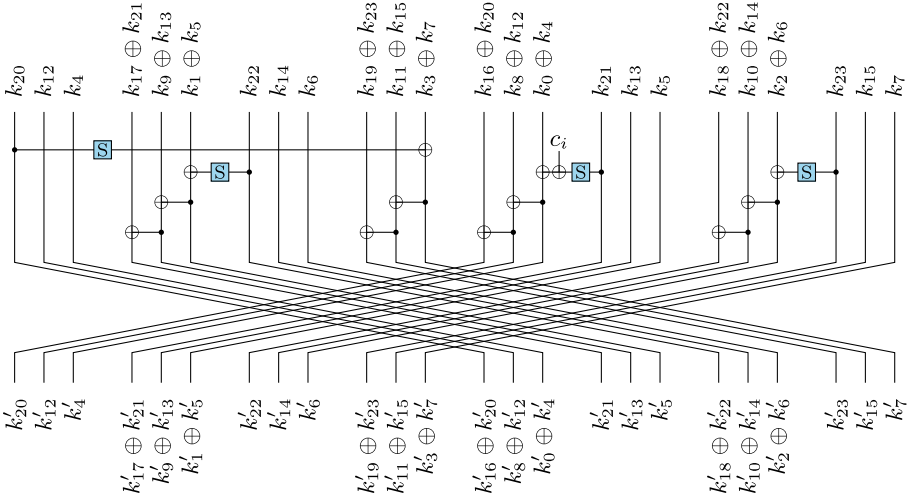 k₂₀ k₁₂ k₄ k₁₇ ⊕ k₂₁ k₉ ⊕ k₁₃ k₁ ⊕ k₅ k₂₂ k₁₄ k₆ k₁₉ ⊕ k₂₃ k₁₁ ⊕ k₁₅ k₃ ⊕ k₇ k₁₆ ⊕ k₂₀ k₈ ⊕ k₁₂ k₀ ⊕ k₄ k₂₁ k₁₃ k₅ k₁₈ ⊕ k₂₂ k₁₀ ⊕ k₁₄ k₂ ⊕ k₆ k₂₃ k₁₅ k₇
cᵢ
S
S S S
k′₂₀ k′₁₂ k′₄ k′₁₇ ⊕ k′₂₁ k′₉ ⊕ k′₁₃ k′₁ ⊕ k′₅ k′₂₂ k′₁₄ k′₆ k′₁₉ ⊕ k′₂₃ k′₁₁ ⊕ k′₁₅ k′₃ ⊕ k′₇ k′₁₆ ⊕ k′₂₀ k′₈ ⊕ k′₁₂ k′₀ ⊕ k′₄ k′₂₁ k′₁₃ k′₅ k′₁₈ ⊕ k′₂₂ k′₁₀ ⊕ k′₁₄ k′₂ ⊕ k′₆ k′₂₃ k′₁₅ k′₇